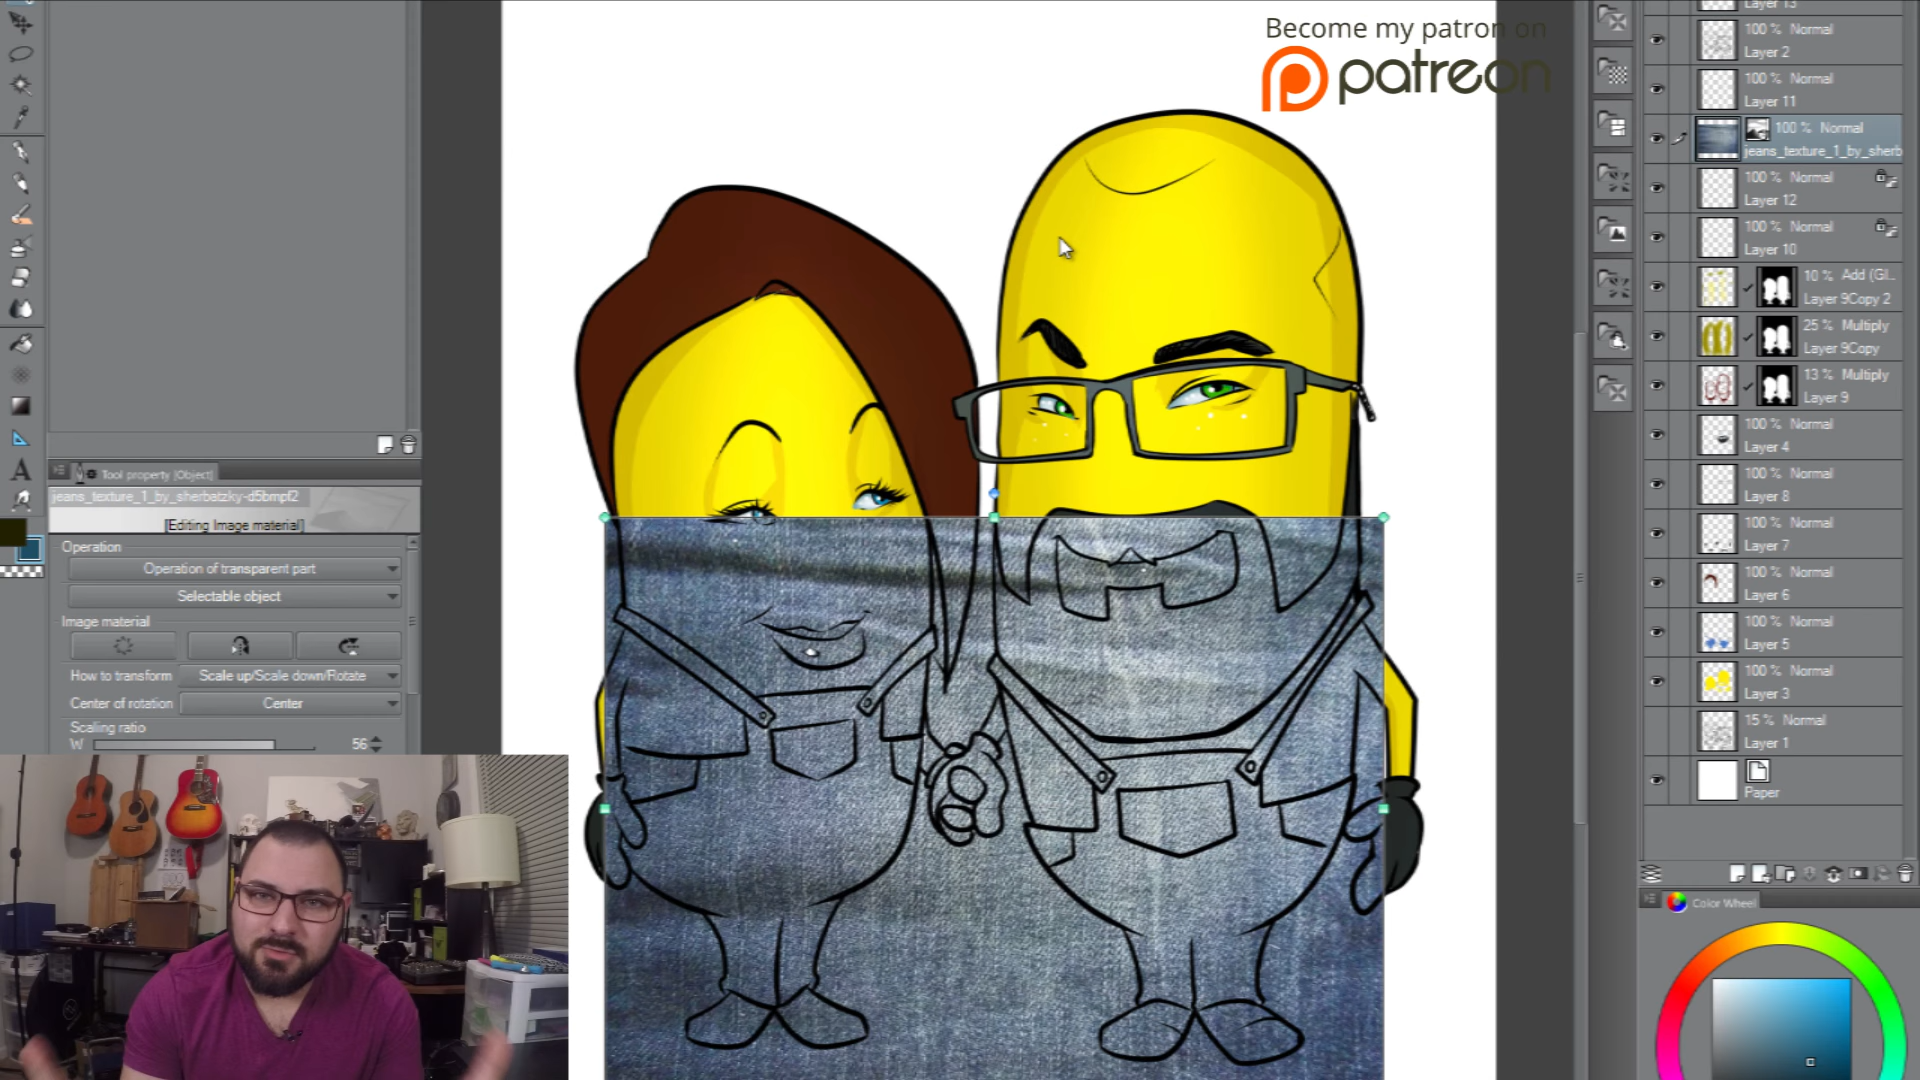 Become my patron on
patreon
Tool property [Object]
jeans_texture_1_by_sherbatzky-d5bmpf2
[Editing Image material]
Operation
Operation of transparent part
Selectable object
Image material
How to transform
Scale up/Scale down/Rotate
Center of rotation
Center
Scaling ratio
W
56
Layer 13
100 % Normal
Layer 2
100 % Normal
Layer 11
100 % Normal
jeans_texture_1_by_sherb
100 % Normal
Layer 12
100 % Normal
Layer 10
10 % Add (Gl...
Layer 9Copy 2
25 % Multiply
Layer 9Copy
13 % Multiply
Layer 9
100 % Normal
Layer 4
100 % Normal
Layer 8
100 % Normal
Layer 7
100 % Normal
Layer 6
100 % Normal
Layer 5
100 % Normal
Layer 3
15 % Normal
Layer 1
Paper
Color Wheel